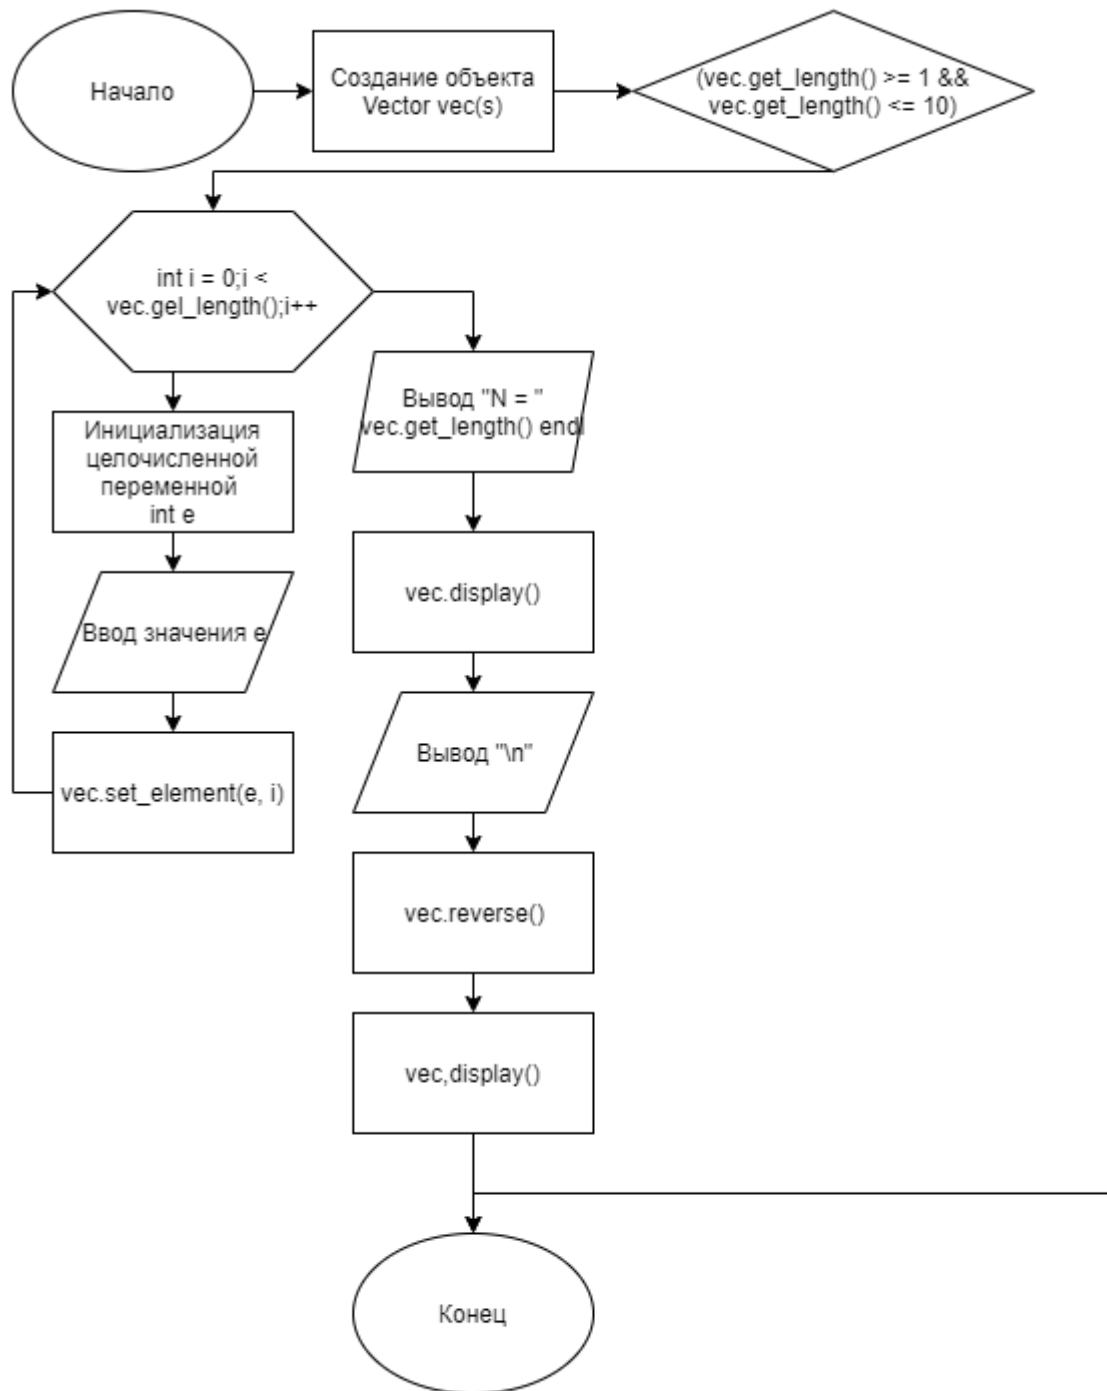 Начало
Создание объекта
Vector vec(s)
(vec.get_length() >= 1 &&
vec.get_length() <= 10)
int i = 0;i <
vec.gel_length();i++
Инициализация
целочисленной
переменной
int e
Ввод значения e
vec.set_element(e, i)
Вывод "N = "
vec.get_length() endl
vec.display()
Вывод "\n"
vec.reverse()
vec,display()
Конец